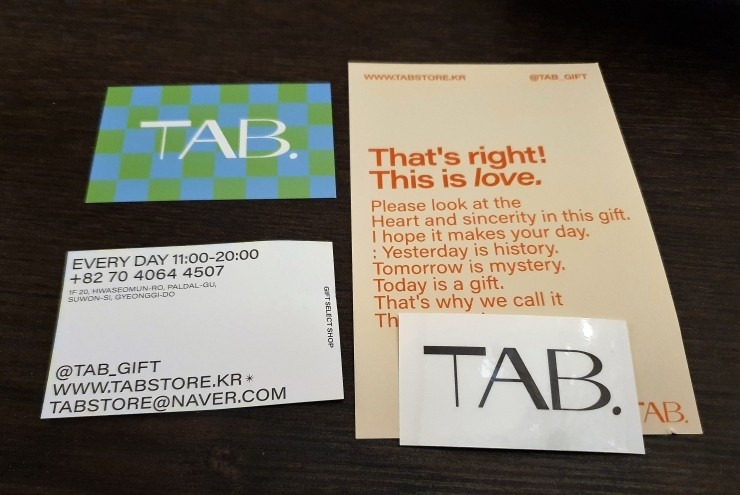 TAB.
WWW.TABSTORE.KR
@TAB_GIFT
That's right!
This is love.
Please look at the
Heart and sincerity in this gift.
I hope it makes your day.
: Yesterday is history.
Tomorrow is mystery.
Today is a gift.
That's why we call it
TAB.
EVERY DAY 11:00-20:00
+82 70 4064 4507
1F 20, HWASEOMUN-RO, PALDAL-GU,
SUWON-SI, GYEONGGI-DO
GIFT SELECT SHOP
@TAB_GIFT
WWW.TABSTORE.KR
TABSTORE@NAVER.COM
TAB.